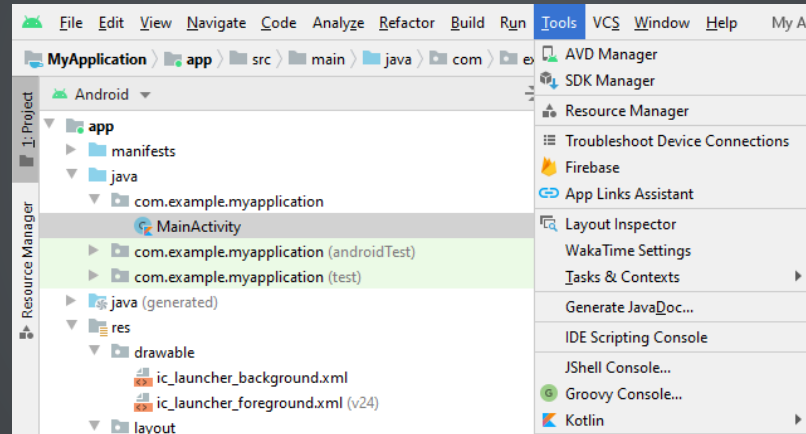 File Edit View Navigate Code Analyze Refactor Build Run Tools VCS Window Help My A
MyApplication app src main java com ex
1: Project
Resource Manager
Android
app
manifests
java
com.example.myapplication
MainActivity
com.example.myapplication (androidTest)
com.example.myapplication (test)
java (generated)
res
drawable
ic_launcher_background.xml
ic_launcher_foreground.xml (v24)
layout
AVD Manager
SDK Manager
Resource Manager
Troubleshoot Device Connections
Firebase
App Links Assistant
Layout Inspector
WakaTime Settings
Tasks & Contexts
Generate JavaDoc...
IDE Scripting Console
JShell Console...
G Groovy Console...
Kotlin